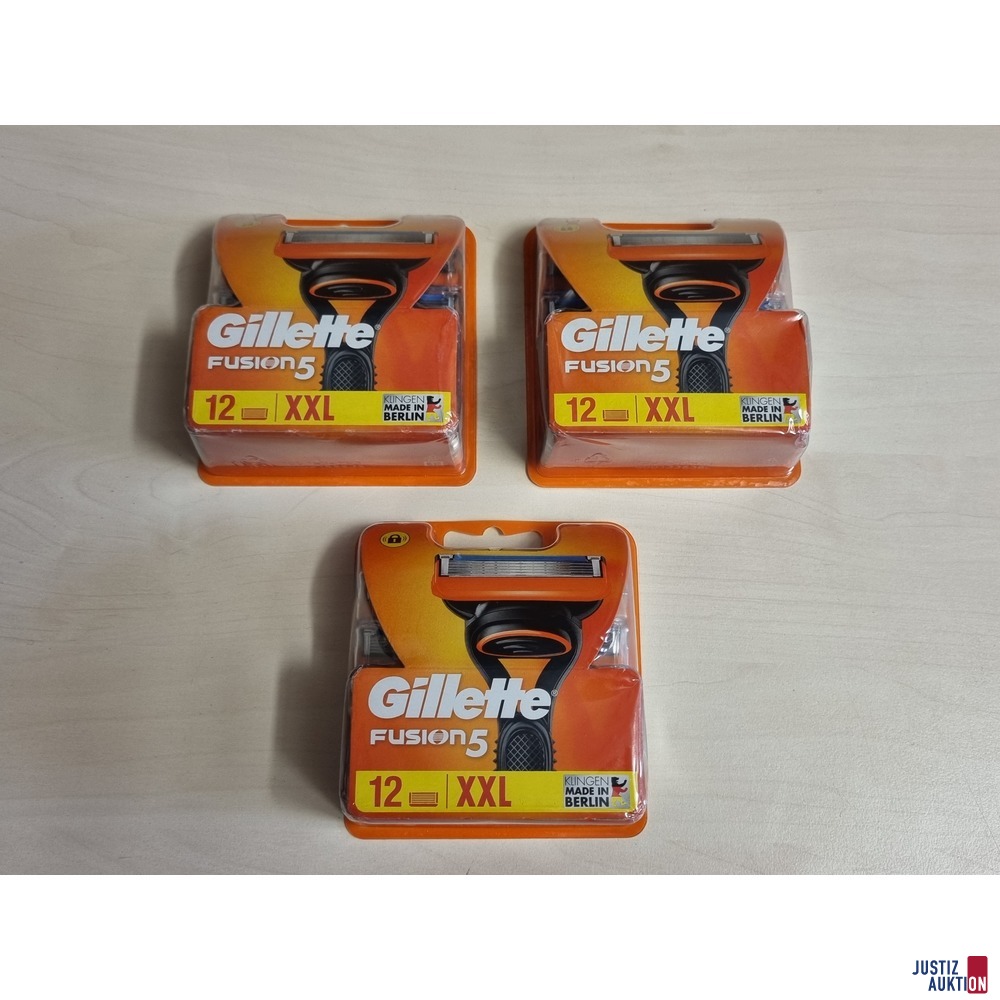 Gillette®
FUSION5
12 XXL
KLINGEN
MADE IN
BERLIN
Gillette®
FUSION5
12 XXL
KLINGEN
MADE IN
BERLIN
Gillette®
FUSION5
12 XXL
KLINGEN
MADE IN
BERLIN
JUSTIZ
AUKTION